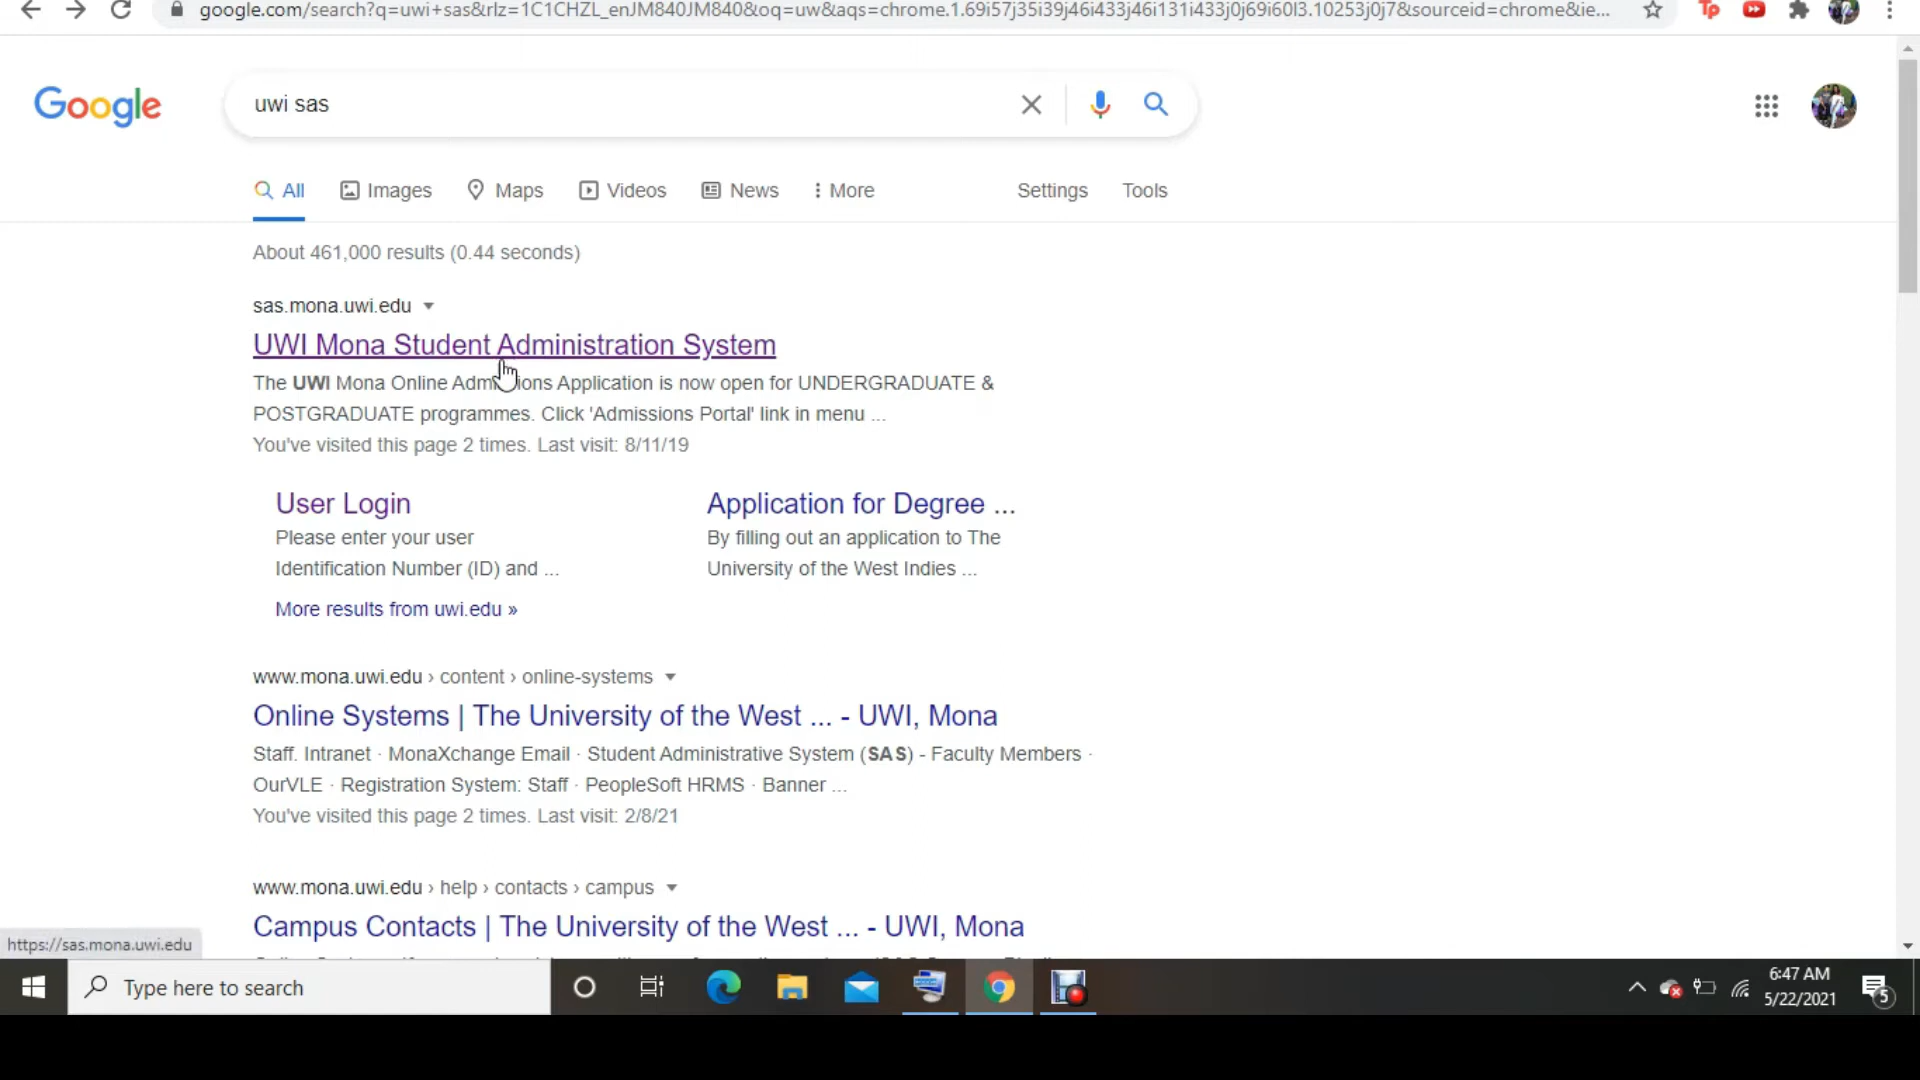 google.com/search?q=uwi+sas&rlz=1C1CHZL_enJM840JM840&oq=uw&aqs=chrome.1.69i57j35i39j46i433j46i131i433j0j69i60l3.10253j0j7&sourceid=chrome&ie...
Tp
Google
uwi sas
All Images Maps Videos News More Settings Tools
About 461,000 results (0.44 seconds)
sas.mona.uwi.edu
UWI Mona Student Administration System
The UWI Mona Online Admissions Application is now open for UNDERGRADUATE &
POSTGRADUATE programmes. Click 'Admissions Portal' link in menu ...
You've visited this page 2 times. Last visit: 8/11/19
User Login
Please enter your user
Identification Number (ID) and ...
Application for Degree ...
By filling out an application to The
University of the West Indies ...
More results from uwi.edu »
www.mona.uwi.edu › content › online-systems
Online Systems | The University of the West ... - UWI, Mona
Staff. Intranet · MonaXchange Email · Student Administrative System (SAS) - Faculty Members ·
OurVLE · Registration System: Staff · PeopleSoft HRMS · Banner ...
You've visited this page 2 times. Last visit: 2/8/21
www.mona.uwi.edu › help › contacts › campus
Campus Contacts | The University of the West ... - UWI, Mona
https://sas.mona.uwi.edu
Type here to search
6:47 AM
5/22/2021
5